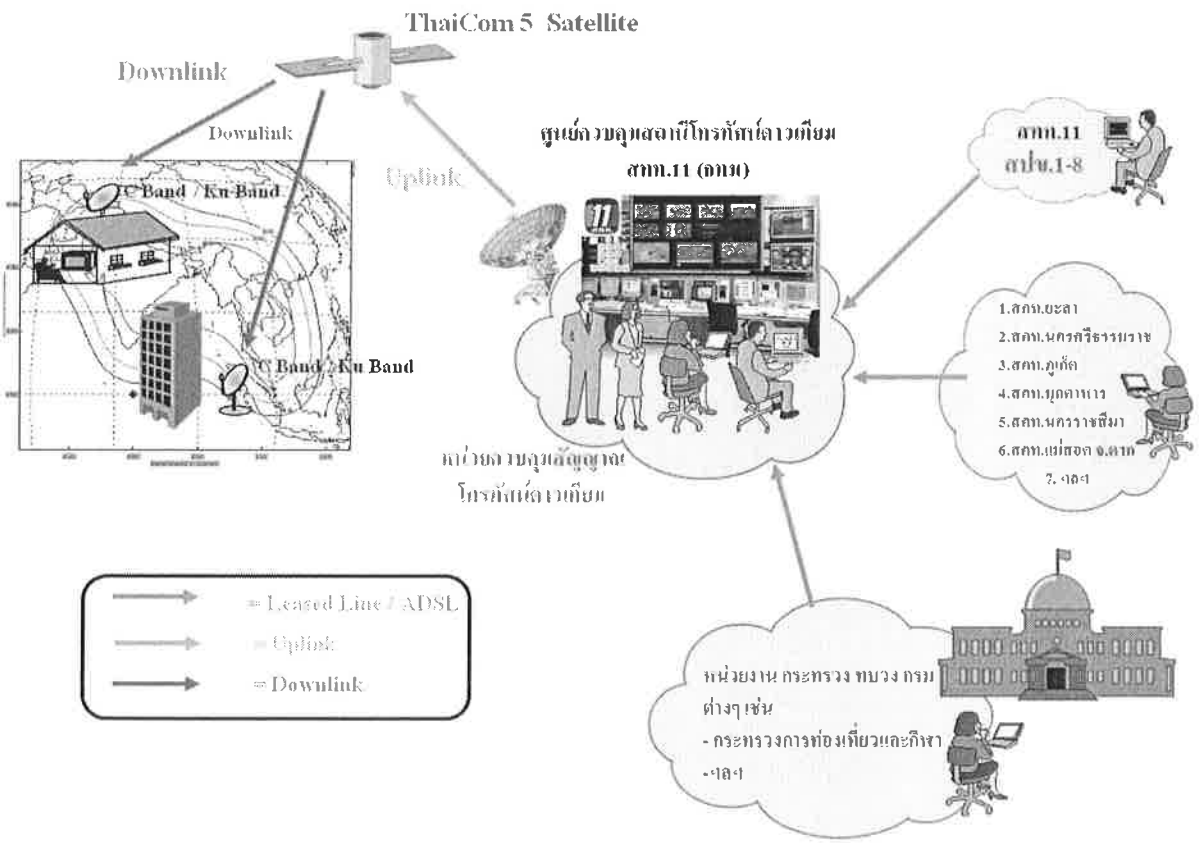 ThaiCom 5 Satellite
Downlink
Downlink
Uplink
ศูนย์ควบคุมสถานีโทรทัศน์ดาวเทียม
สทท.11 (กทม)
สทท.11
สปข.1-8
C Band / Ku Band
11
C Band / Ku Band
1.สทท.ยะลา
2.สทท.นครศรีธรรมราช
3.สทท.ภูเก็ต
4.สทท.มุกดาหาร
5.สทท.นครราชสีมา
6.สทท.แม่สอด จ.ตาก
7. ฯลฯ
หน่วยควบคุมสัญญาณ
โทรทัศน์ดาวเทียม
= Leased Line / ADSL
= Uplink
= Downlink
หน่วยงาน กระทรวง ทบวง กรม
ต่างๆ เช่น
- กระทรวงการท่องเที่ยวและกีฬา
- ฯลฯ